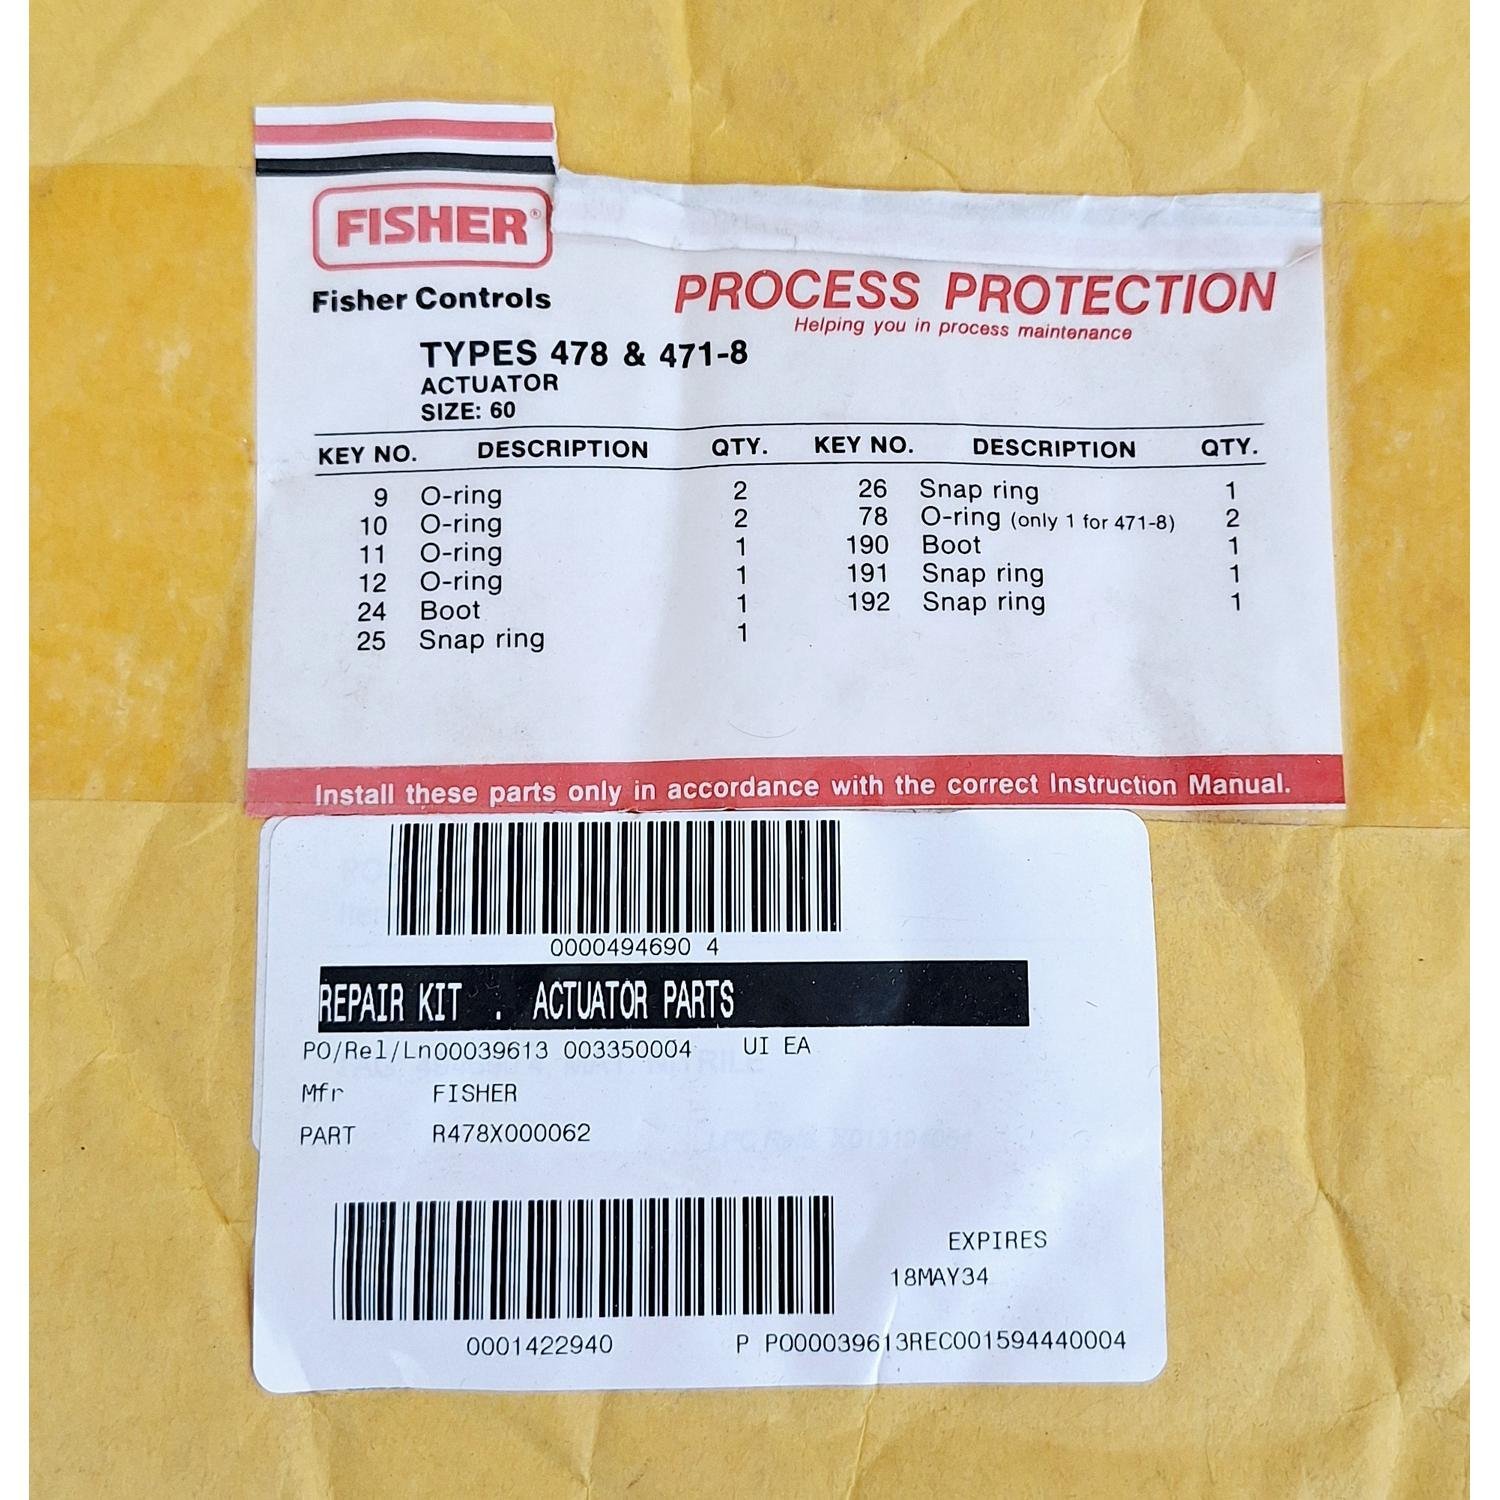 FISHER®
Fisher Controls
PROCESS PROTECTION
Helping you in process maintenance
TYPES 478 & 471-8
ACTUATOR
SIZE: 60
KEY NO. DESCRIPTION QTY. KEY NO. DESCRIPTION QTY.
9 O-ring 2 26 Snap ring 1
10 O-ring 2 78 O-ring (only 1 for 471-8) 2
11 O-ring 1 190 Boot 1
12 O-ring 1 191 Snap ring 1
24 Boot 1 192 Snap ring 1
25 Snap ring 1
Install these parts only in accordance with the correct Instruction Manual.
0000494690 4
REPAIR KIT . ACTUATOR PARTS
PO/Rel/Ln00039613 003350004 UI EA
Mfr FISHER
PART R478X000062
EXPIRES
18MAY34
0001422940 P PO00039613REC001594440004